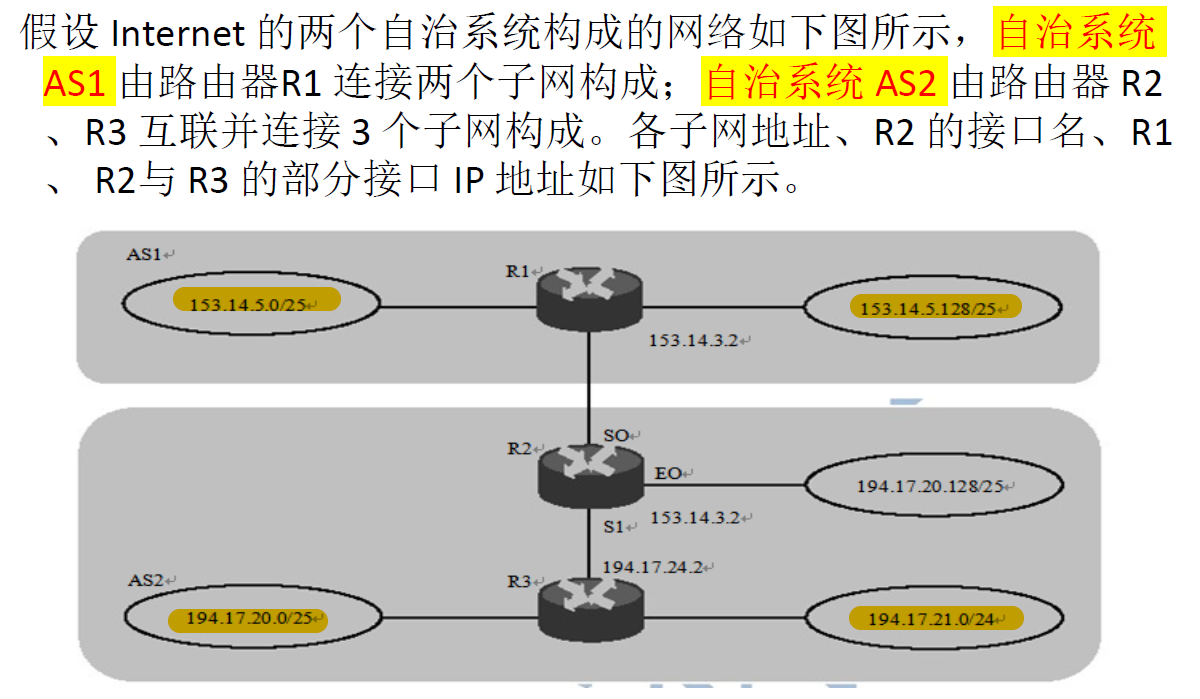 假设 Internet 的两个自治系统构成的网络如下图所示，自治系统
AS1 由路由器R1 连接两个子网构成；自治系统 AS2 由路由器 R2
、R3 互联并连接 3 个子网构成。各子网地址、R2 的接口名、R1
、 R2与 R3 的部分接口 IP 地址如下图所示。
AS1↵
R1↵
153.14.5.0/25↵
153.14.5.128/25↵
153.14.3.2↵
R2↵
SO↵
EO↵
194.17.20.128/25↵
S1↵
153.14.3.2↵
194.17.24.2↵
AS2↵
R3↵
194.17.20.0/25↵
194.17.21.0/24↵